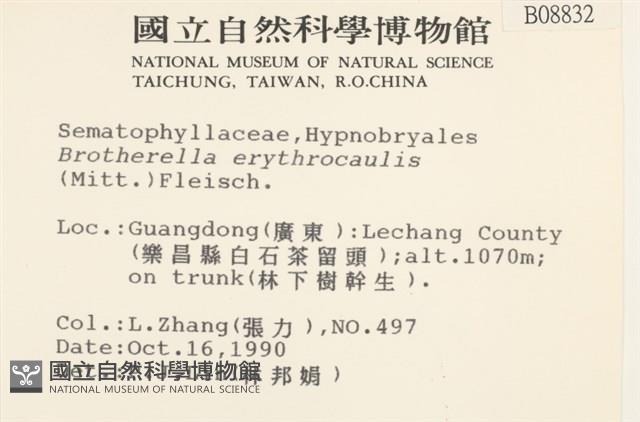 B08832
國立自然科學博物館
NATIONAL MUSEUM OF NATURAL SCIENCE
TAICHUNG, TAIWAN, R.O.CHINA
Sematophyllaceae,Hypnobryales
Brotherella erythrocaulis
(Mitt.)Fleisch.
Loc.:Guangdong(廣東):Lechang County
(樂昌縣白石茶留頭);alt.1070m;
on trunk(林下樹幹生).
Col.:L.Zhang(張力),NO.497
Date:Oct.16,1990
邦娟)
國立自然科學博物館
NATIONAL MUSEUM OF NATURAL SCIENCE